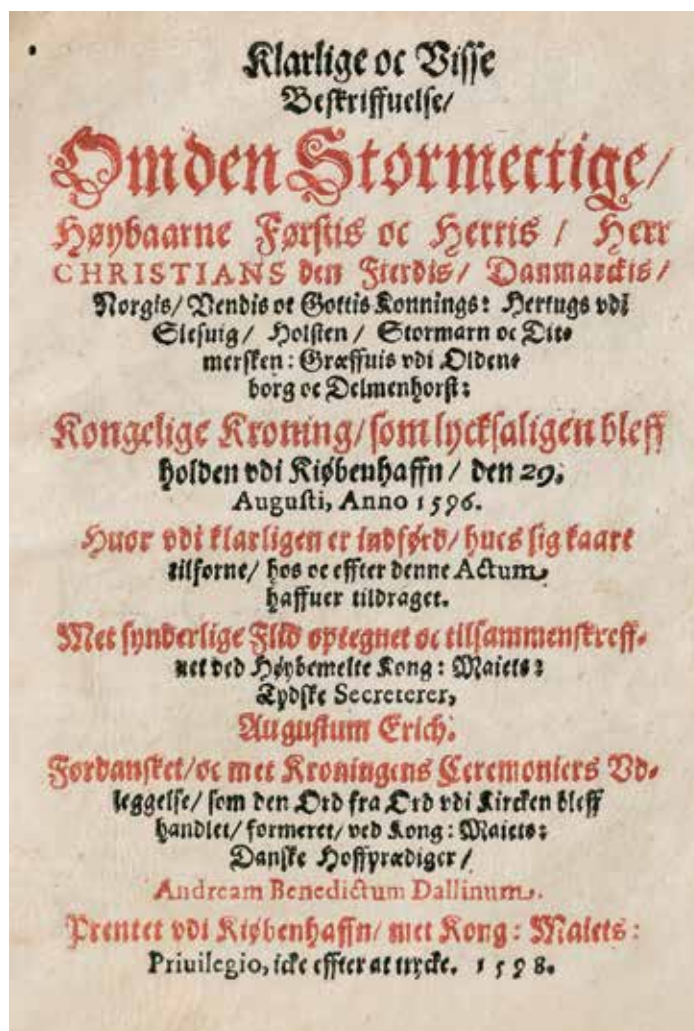 Klarlige oc Visse
Beskriffuelse/
Om den Stormectige/
Høybaarne Førstis oc Herris / Herr
CHRISTIANS den Fierdis/ Danmarckis/
Norgis/ Vendis oc Gottis Konnings: Hertugs vdi
Slesuig/ Holsten / Stormarn oc Dit⸗
mersken: Græffuis vdi Olden⸗
borg oc Delmenhorst:
Kongelige Kroning/ som lycksaligen bleff
holden vdi Kiøbenhaffn / den 29.
Augusti, Anno 1596.
Huor vdi klarligen er indførd/ hues sig kaart
tilforne/ hos oc effter denne Actum
haffuer tildraget.
Met synderlige Flid optegnet oc tilsammenskreff⸗
uet ved Høybemelte Kong: Maiets:
Tydske Secreterer,
Augustum Erich.
Fordansket/ oc met Kroningens Ceremoniers Vd⸗
leggelse/ som den Ord fra Ord vdi Kircken bleff
handlet/ formeret/ ved Kong: Maiets:
Danske Hoffprædiger /
Andream Benedictum Dallinum.
Prentet vdi Kiøbenhaffn/ met Kong: Maiets:
Priuilegio, icke effter at trycke. 1598.